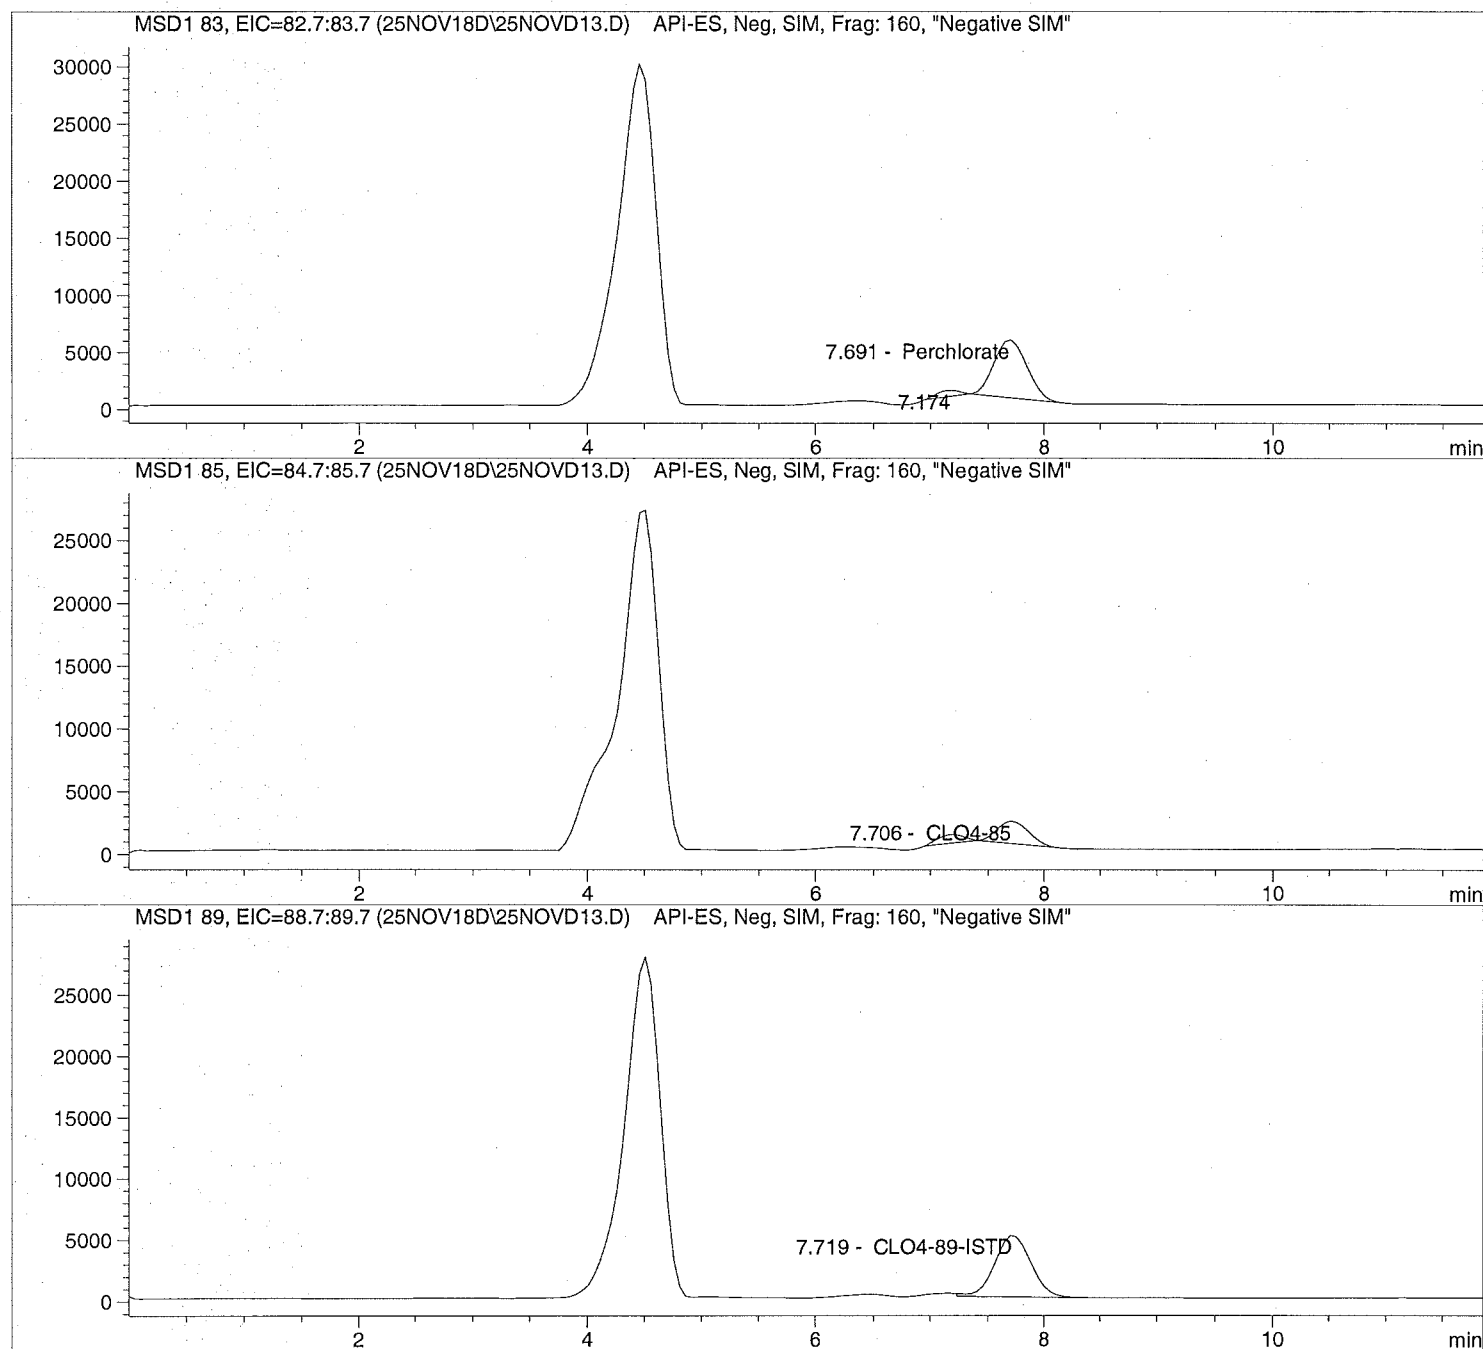 MSD1 83, EIC=82.7:83.7 (25NOV18D\25NOVD13.D) API-ES, Neg, SIM, Frag: 160, "Negative SIM"
30000
25000
20000
15000
10000
5000
0
7.691 - Perchlorate
7.174
2 4 6 8 10 min
MSD1 85, EIC=84.7:85.7 (25NOV18D\25NOVD13.D) API-ES, Neg, SIM, Frag: 160, "Negative SIM"
25000
20000
15000
10000
5000
0
7.706 - CLO4-85
2 4 6 8 10 min
MSD1 89, EIC=88.7:89.7 (25NOV18D\25NOVD13.D) API-ES, Neg, SIM, Frag: 160, "Negative SIM"
25000
20000
15000
10000
5000
0
7.719 - CLO4-89-ISTD
2 4 6 8 10 min